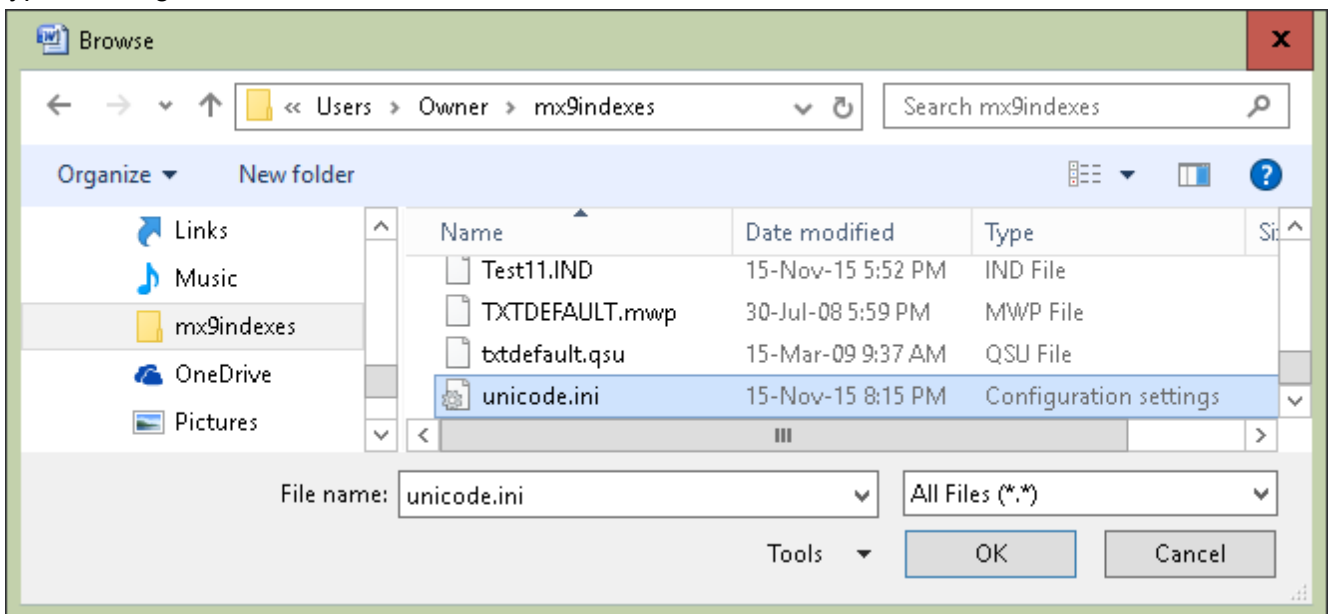 Browse
« Users > Owner > mx9indexes
Search mx9indexes
Organize
New folder
Links
Music
mx9indexes
OneDrive
Pictures
Name Date modified Type
Test11.IND 15-Nov-15 5:52 PM IND File
TXTDEFAULT.mwp 30-Jul-08 5:59 PM MWP File
txtdefault.qsu 15-Mar-09 9:37 AM QSU File
unicode.ini 15-Nov-15 8:15 PM Configuration settings
File name: unicode.ini All Files (*.*)
Tools OK Cancel